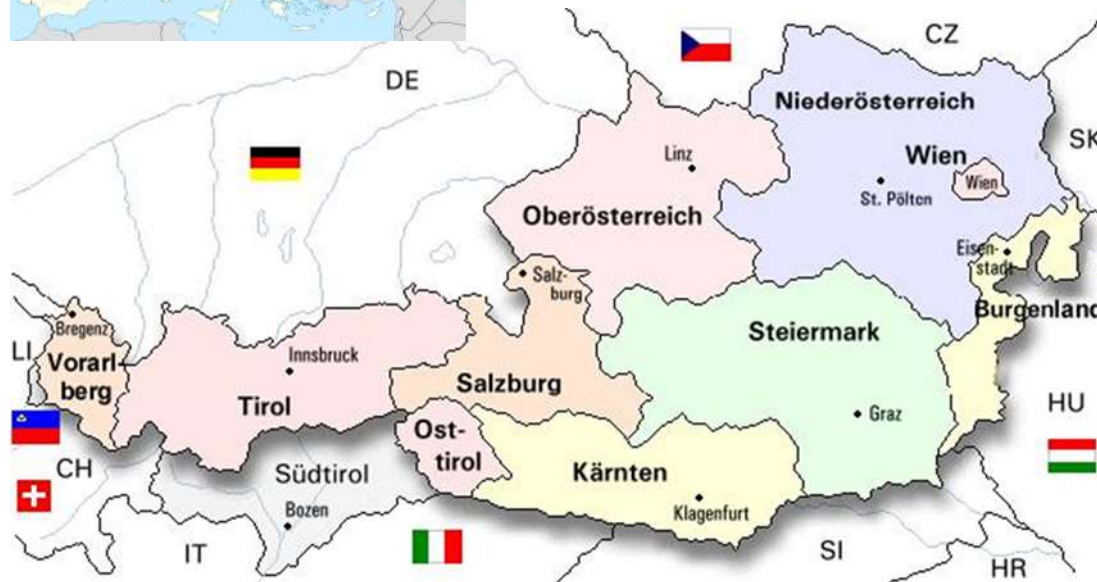 CZ
DE
Niederösterreich
SK
Linz
Wien
Wien
St. Pölten
Oberösterreich
Eisen-
stadt
Salz-
burg
Burgenland
Bregenz
Steiermark
LI
Vorarl-
berg
Innsbruck
Salzburg
Tirol
Graz
HU
Ost-
tirol
CH
Südtirol
Kärnten
Klagenfurt
Bozen
IT
SI
HR